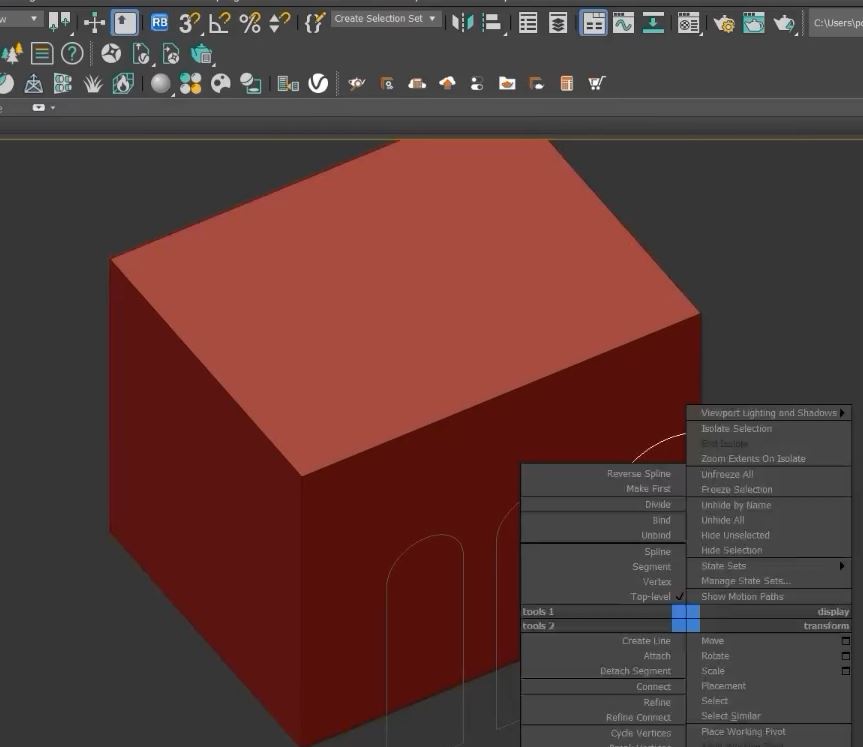 Create Selection Set
C:\Users\po
RB
3
%
?
Viewport Lighting and Shadows
Isolate Selection
End Isolate
Zoom Extents On Isolate
Unfreeze All
Freeze Selection
Unhide by Name
Unhide All
Hide Unselected
Hide Selection
State Sets
Manage State Sets...
Show Motion Paths
display
Reverse Spline
Make First
Divide
Bind
Unbind
Spline
Segment
Vertex
Top-level
tools 1
tools 2
Create Line
Attach
Detach Segment
Connect
Refine
Refine Connect
Cycle Vertices
Break Vertices
transform
Move
Rotate
Scale
Placement
Select
Select Similar
Place Working Pivot